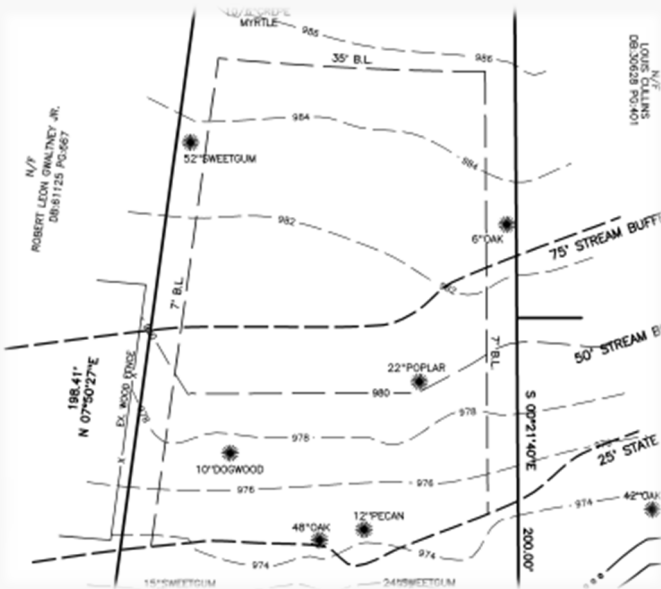 MYRTLE
986
986
35' B.L.
N/F
LOUIS CULLINS
DB:30628 PG:401
984
984
52"SWEETGUM
N/F
ROBERT LEON GWALTNEY JR.
DB:61125 PG:667
982
6"OAK
75' STREAM BUFF
982
7' B.L.
7' B.L.
50' STREAM B
22"POPLAR
980
198.41'
N 07°50'27"E
EX. WOOD FENCE
X
X
978
978
978
S 00°21'40"E
200.00'
10"DOGWOOD
25' STATE
976
976
974
42"OAK
48"OAK
12"PECAN
974
974
15"SWEETGUM
24"SWEETGUM